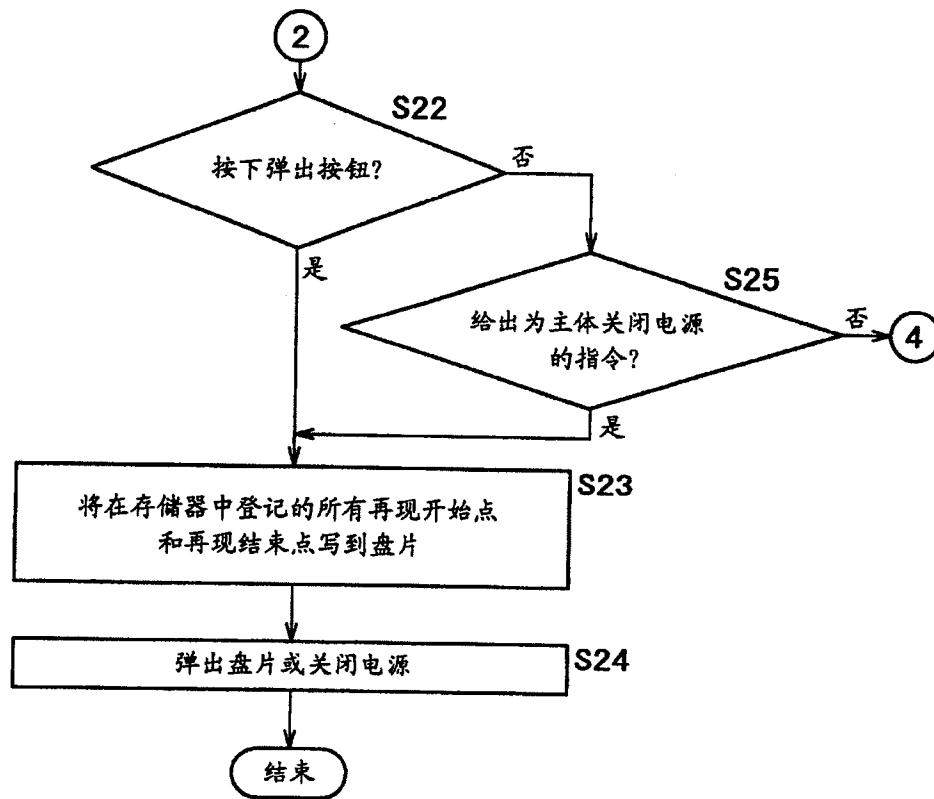 2
S22
按下弹出按钮?
否
是
S25
给出为主体关闭电源
的指令?
否
4
是
S23
将在存储器中登记的所有再现开始点
和再现结束点写到盘片
S24
弹出盘片或关闭电源
结束